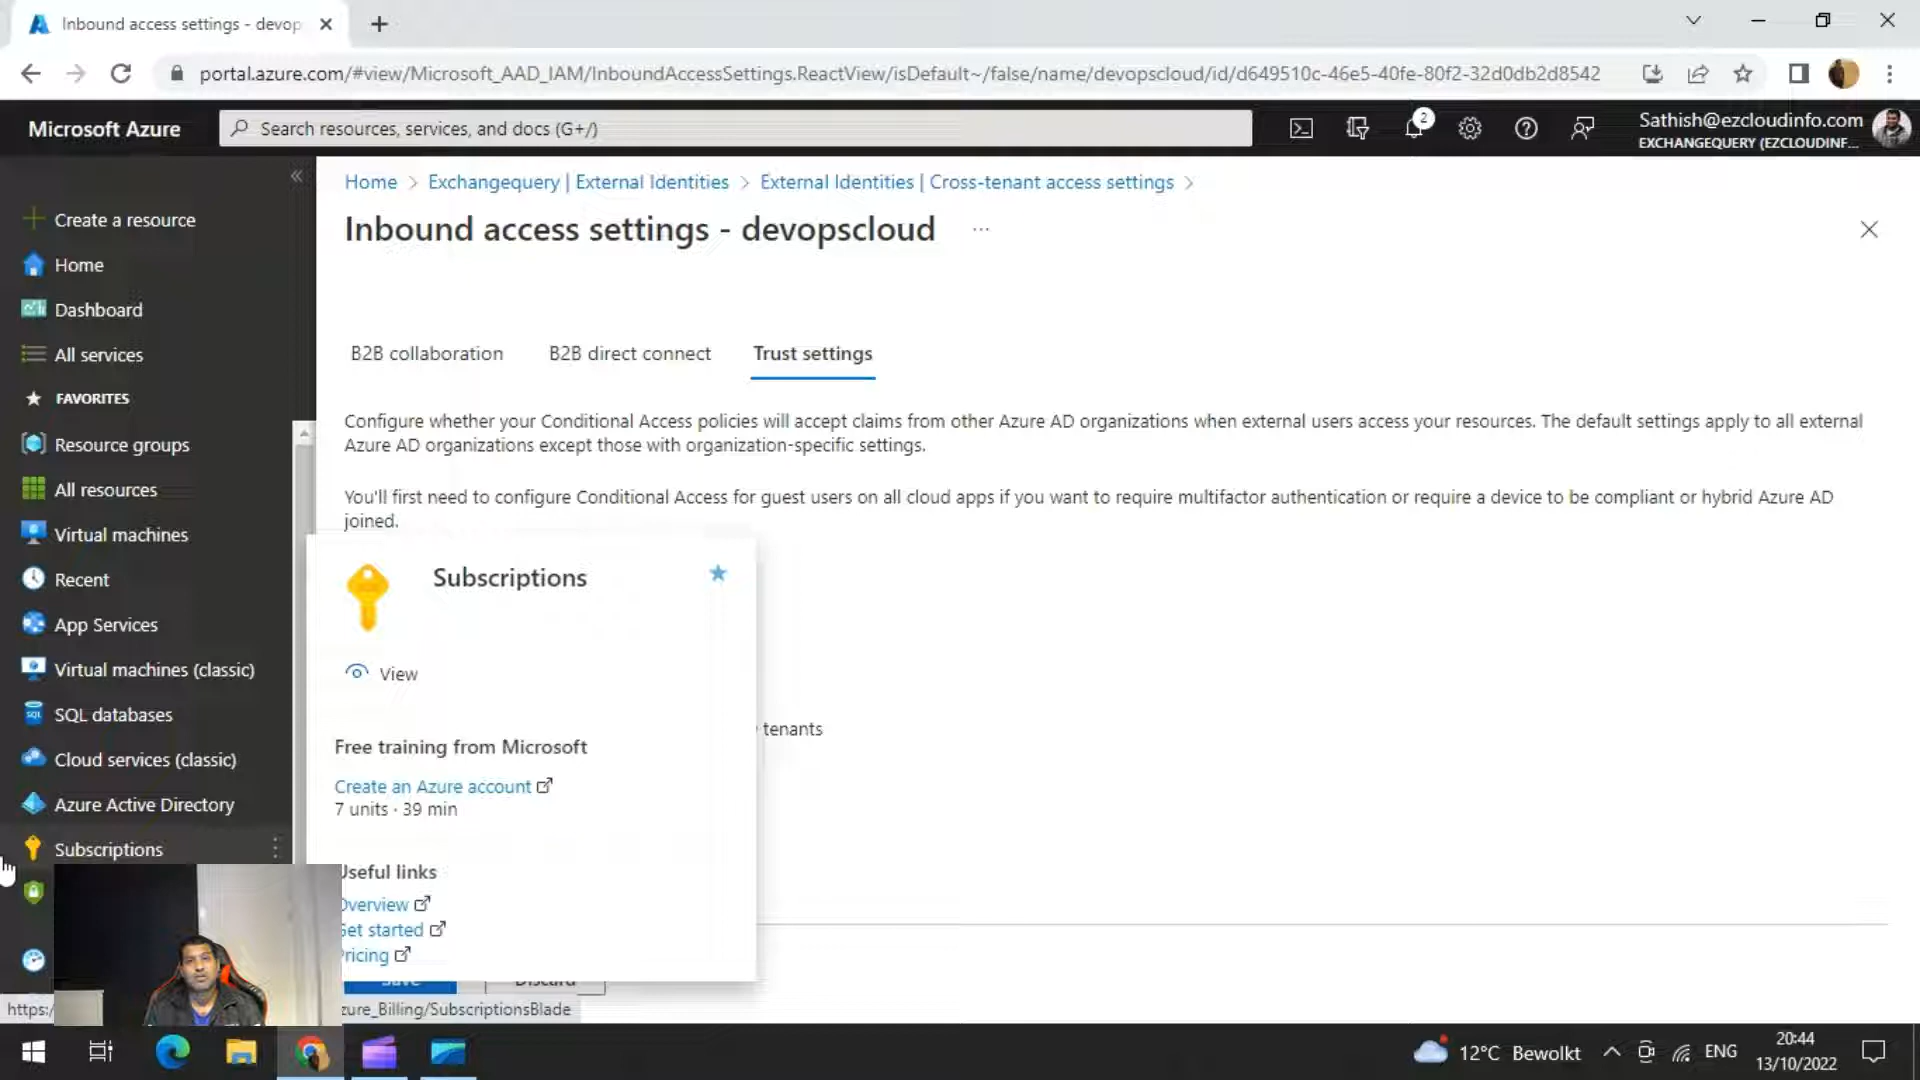 Inbound access settings - devop
portal.azure.com/#view/Microsoft_AAD_IAM/InboundAccessSettings.ReactView/isDefault~/false/name/devopscloud/id/d649510c-46e5-40fe-80f2-32d0db2d8542
Microsoft Azure
Search resources, services, and docs (G+/)
2
Sathish@ezcloudinfo.com
EXCHANGEQUERY (EZCLOUDINF...
Home > Exchangequery | External Identities > External Identities | Cross-tenant access settings >
Inbound access settings - devopscloud ...
Create a resource
Home
Dashboard
All services
FAVORITES
Resource groups
All resources
Virtual machines
Recent
App Services
Virtual machines (classic)
SQL databases
Cloud services (classic)
Azure Active Directory
Subscriptions
B2B collaboration
B2B direct connect
Trust settings
Configure whether your Conditional Access policies will accept claims from other Azure AD organizations when external users access your resources. The default settings apply to all external
Azure AD organizations except those with organization-specific settings.
You'll first need to configure Conditional Access for guest users on all cloud apps if you want to require multifactor authentication or require a device to be compliant or hybrid Azure AD
joined.
Subscriptions
View
tenants
Free training from Microsoft
Create an Azure account
7 units · 39 min
Useful links
Overview
Get started
Pricing
Save
Discard
https:/
zure_Billing/SubscriptionsBlade
12°C Bewolkt
ENG
20:44
13/10/2022